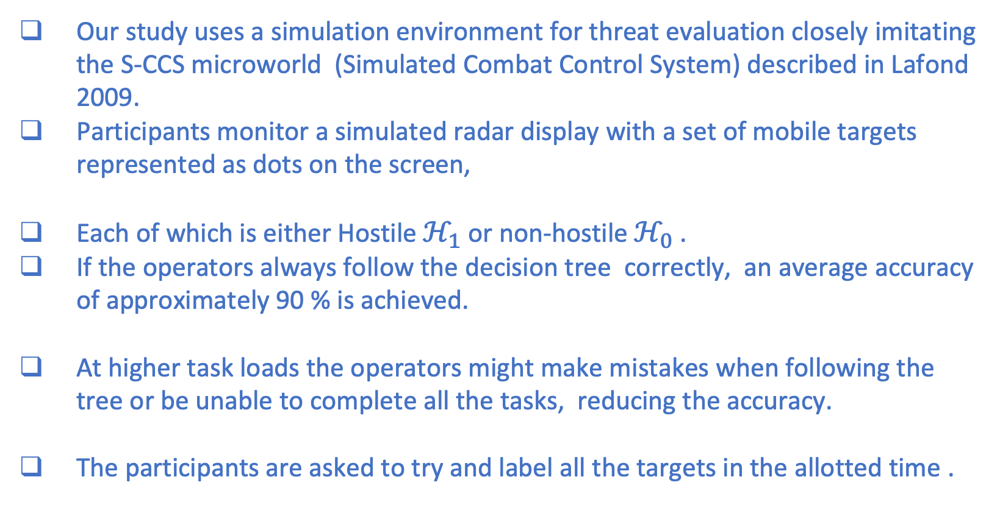 ❑ Our study uses a simulation environment for threat evaluation closely imitating
the S-CCS microworld (Simulated Combat Control System) described in Lafond
2009.
❑ Participants monitor a simulated radar display with a set of mobile targets
represented as dots on the screen,
❑ Each of which is either Hostile ℋ₁ or non-hostile ℋ₀ .
❑ If the operators always follow the decision tree correctly, an average accuracy
of approximately 90 % is achieved.
❑ At higher task loads the operators might make mistakes when following the
tree or be unable to complete all the tasks, reducing the accuracy.
❑ The participants are asked to try and label all the targets in the allotted time .